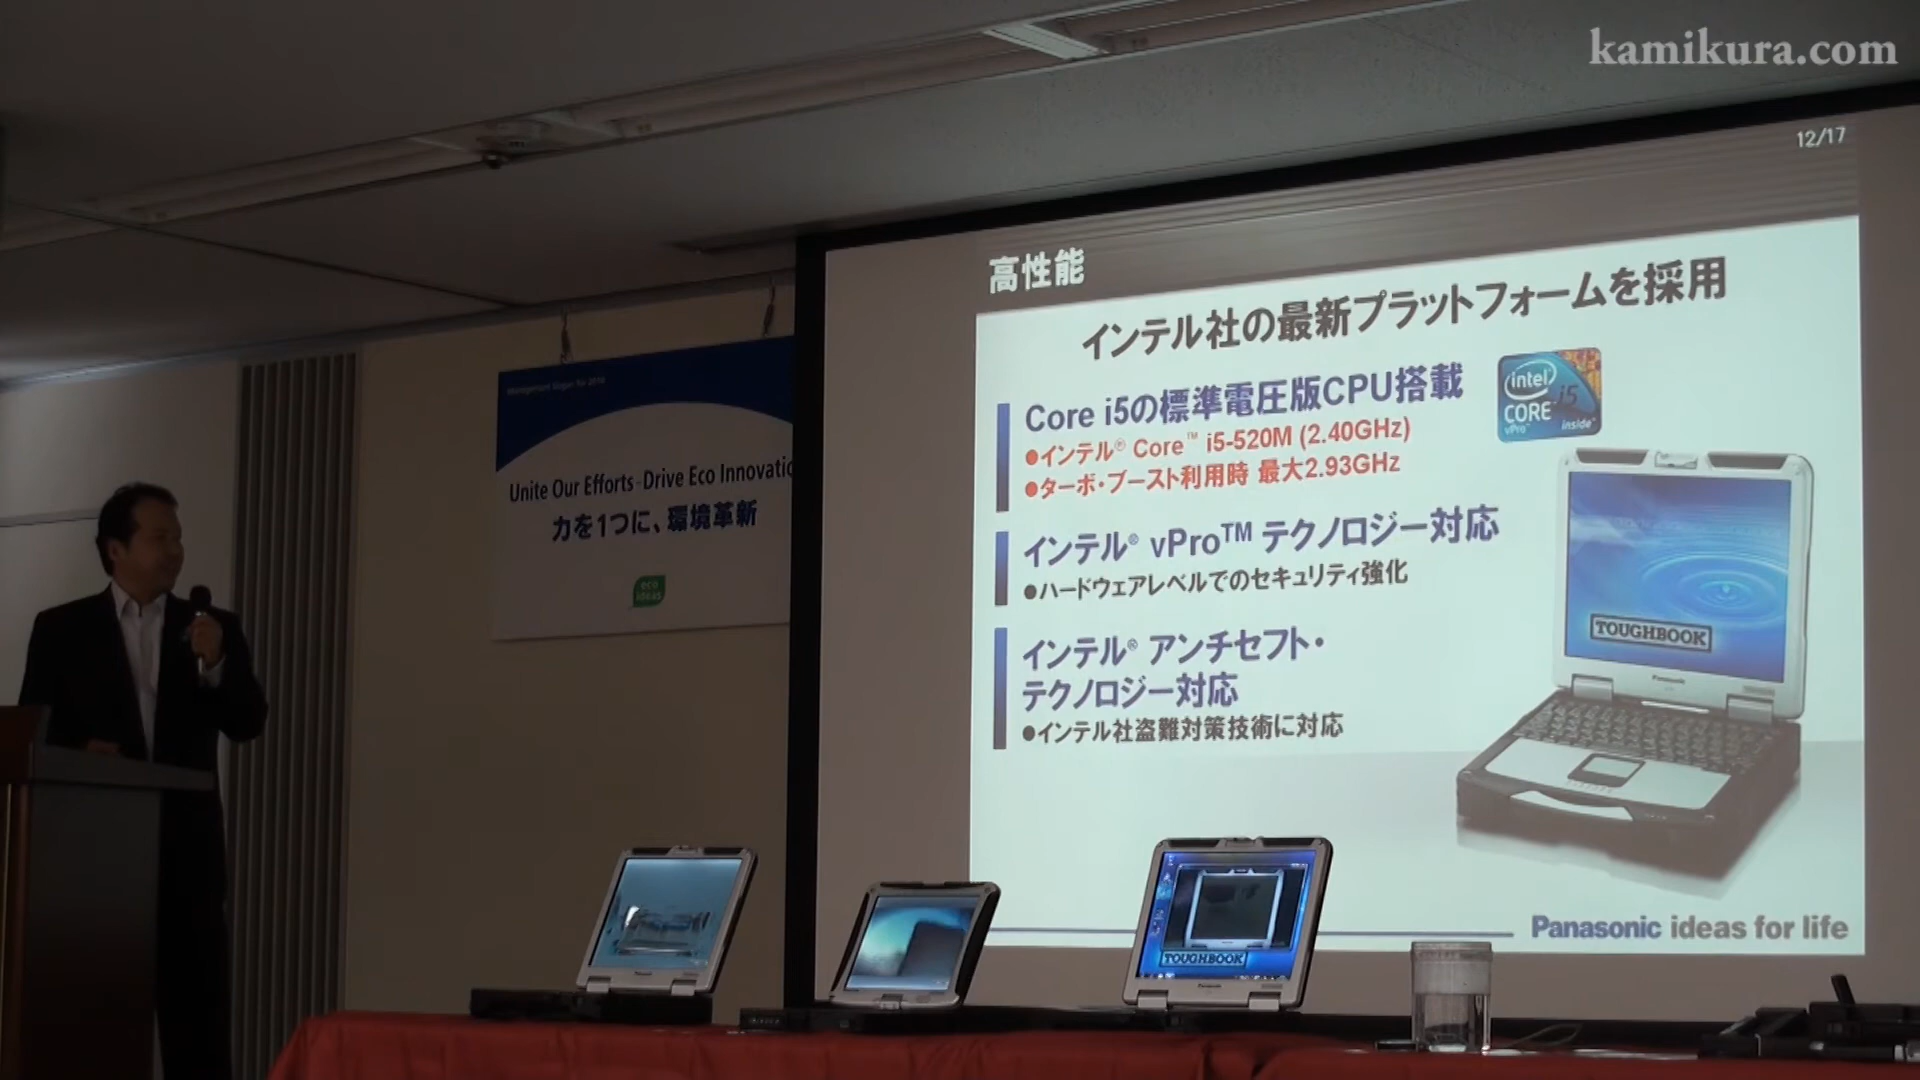 kamikura.com
12/17
高性能
インテル社の最新プラットフォームを採用
Core i5の標準電圧版CPU搭載
●インテル® Core™ i5-520M (2.40GHz)
●ターボ・ブースト利用時 最大2.93GHz
intel
CORE i5
vPro™ inside™
インテル® vPro™ テクノロジー対応
●ハードウェアレベルでのセキュリティ強化
インテル® アンチセフト・
テクノロジー対応
●インテル社盗難対策技術に対応
TOUGHBOOK
Panasonic
Panasonic ideas for life
Management Slogan for 2010
Unite Our Efforts-Drive Eco Innovatio
力を1つに、環境革新
eco
ideas
Panasonic
TOUGHBOOK
Panasonic